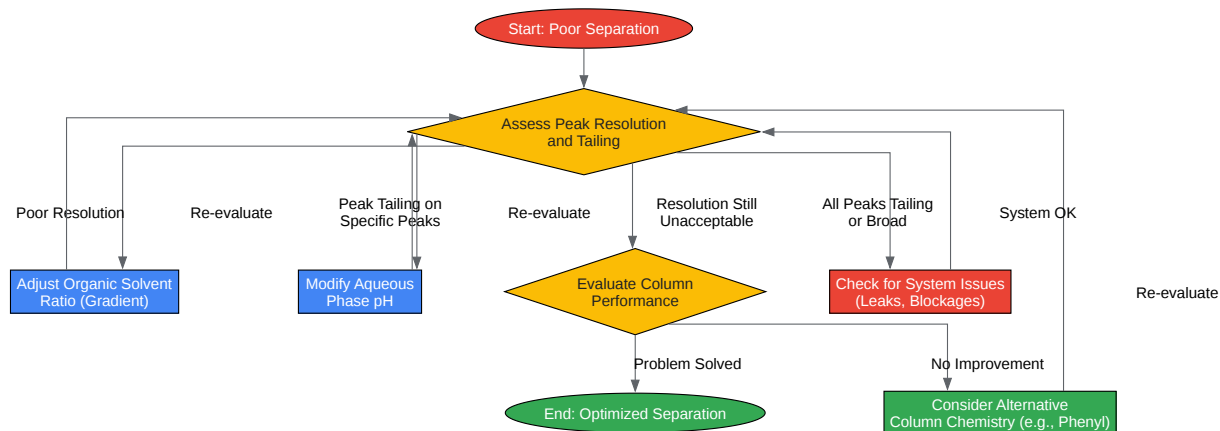 Start: Poor Separation
Assess Peak Resolution
and Tailing
Poor Resolution
Re-evaluate
Peak Tailing on
Specific Peaks
Re-evaluate
Resolution Still
Unacceptable
All Peaks Tailing
or Broad
System OK
Adjust Organic Solvent
Ratio (Gradient)
Modify Aqueous
Phase pH
Evaluate Column
Performance
Check for System Issues
(Leaks, Blockages)
Re-evaluate
Problem Solved
No Improvement
End: Optimized Separation
Consider Alternative
Column Chemistry (e.g., Phenyl)